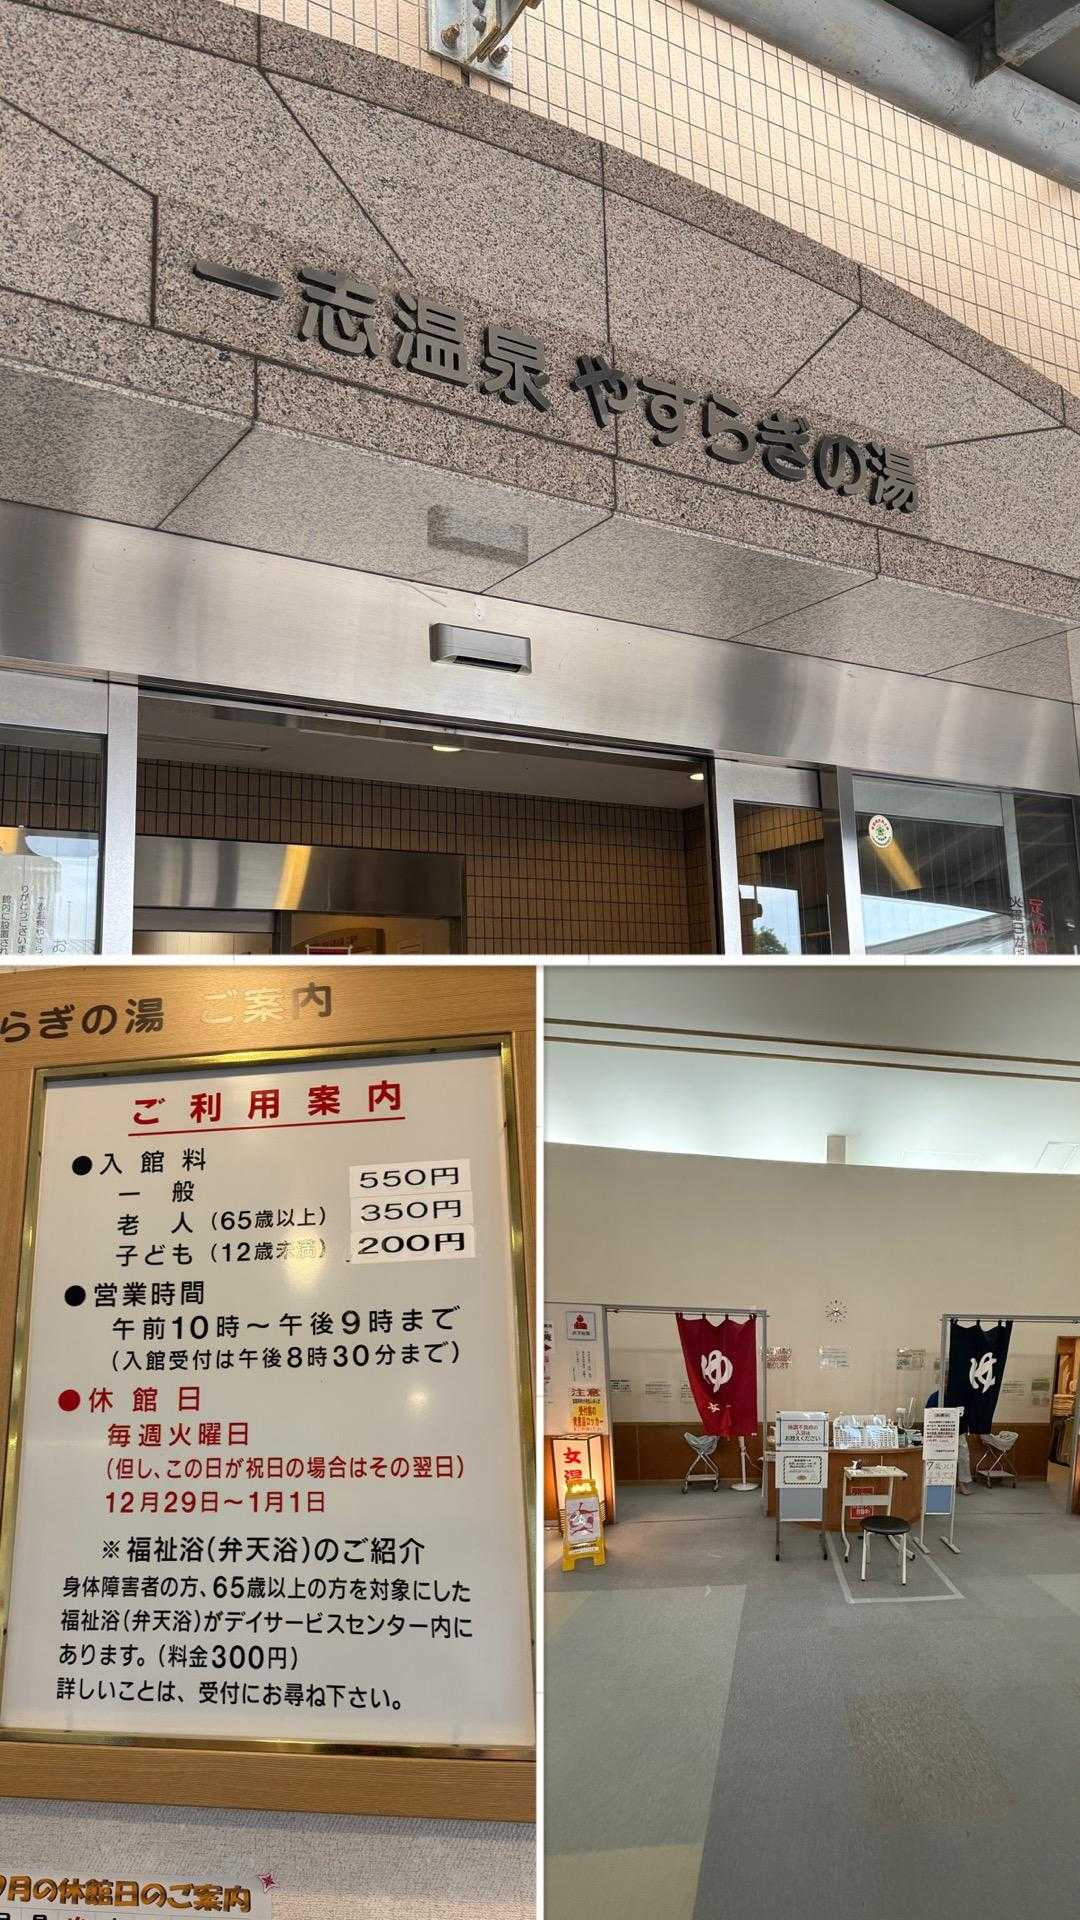 一志温泉 やすらぎの湯
らぎの湯 ご案内
ご利用案内
●入館料
一般 550円
老人(65歳以上) 350円
子ども(12歳未満) 200円
●営業時間
午前10時～午後9時まで
(入館受付は午後8時30分まで)
●休館日
毎週火曜日
(但し、この日が祝日の場合はその翌日)
12月29日～1月1日
※福祉浴(弁天浴)のご紹介
身体障害者の方、65歳以上の方を対象にした
福祉浴(弁天浴)がデイサービスセンター内に
あります。(料金300円)
詳しいことは、受付にお尋ね下さい。
月の休館日のご案内
ゆ
女
ゆ
注意
女湯